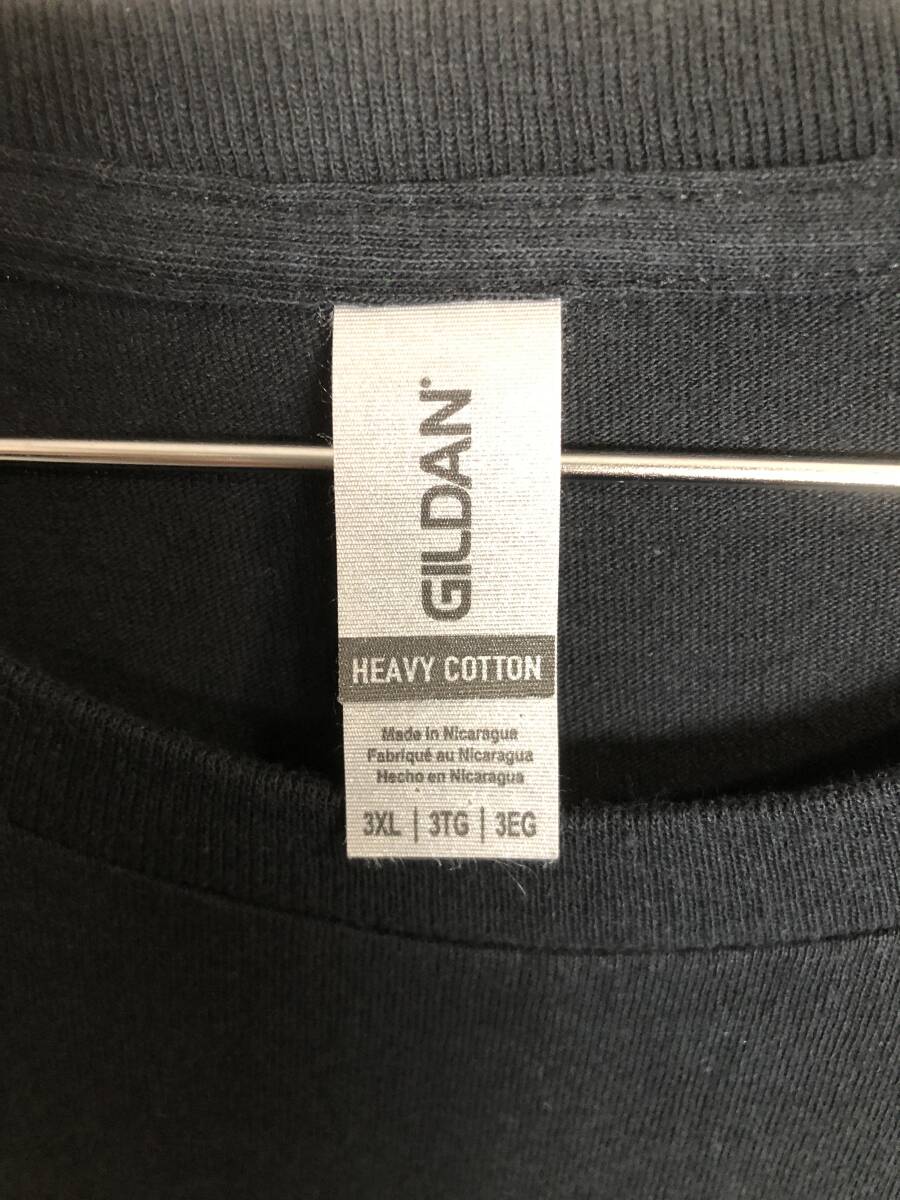 GILDAN®
HEAVY COTTON
Made in Nicaragua
Fabriqué au Nicaragua
Hecho en Nicaragua
3XL | 3TG | 3EG